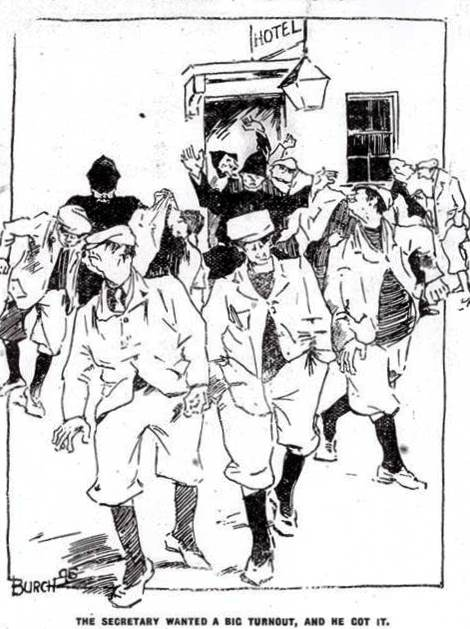 HOTEL
BURCH 96
THE SECRETARY WANTED A BIG TURNOUT, AND HE GOT IT.